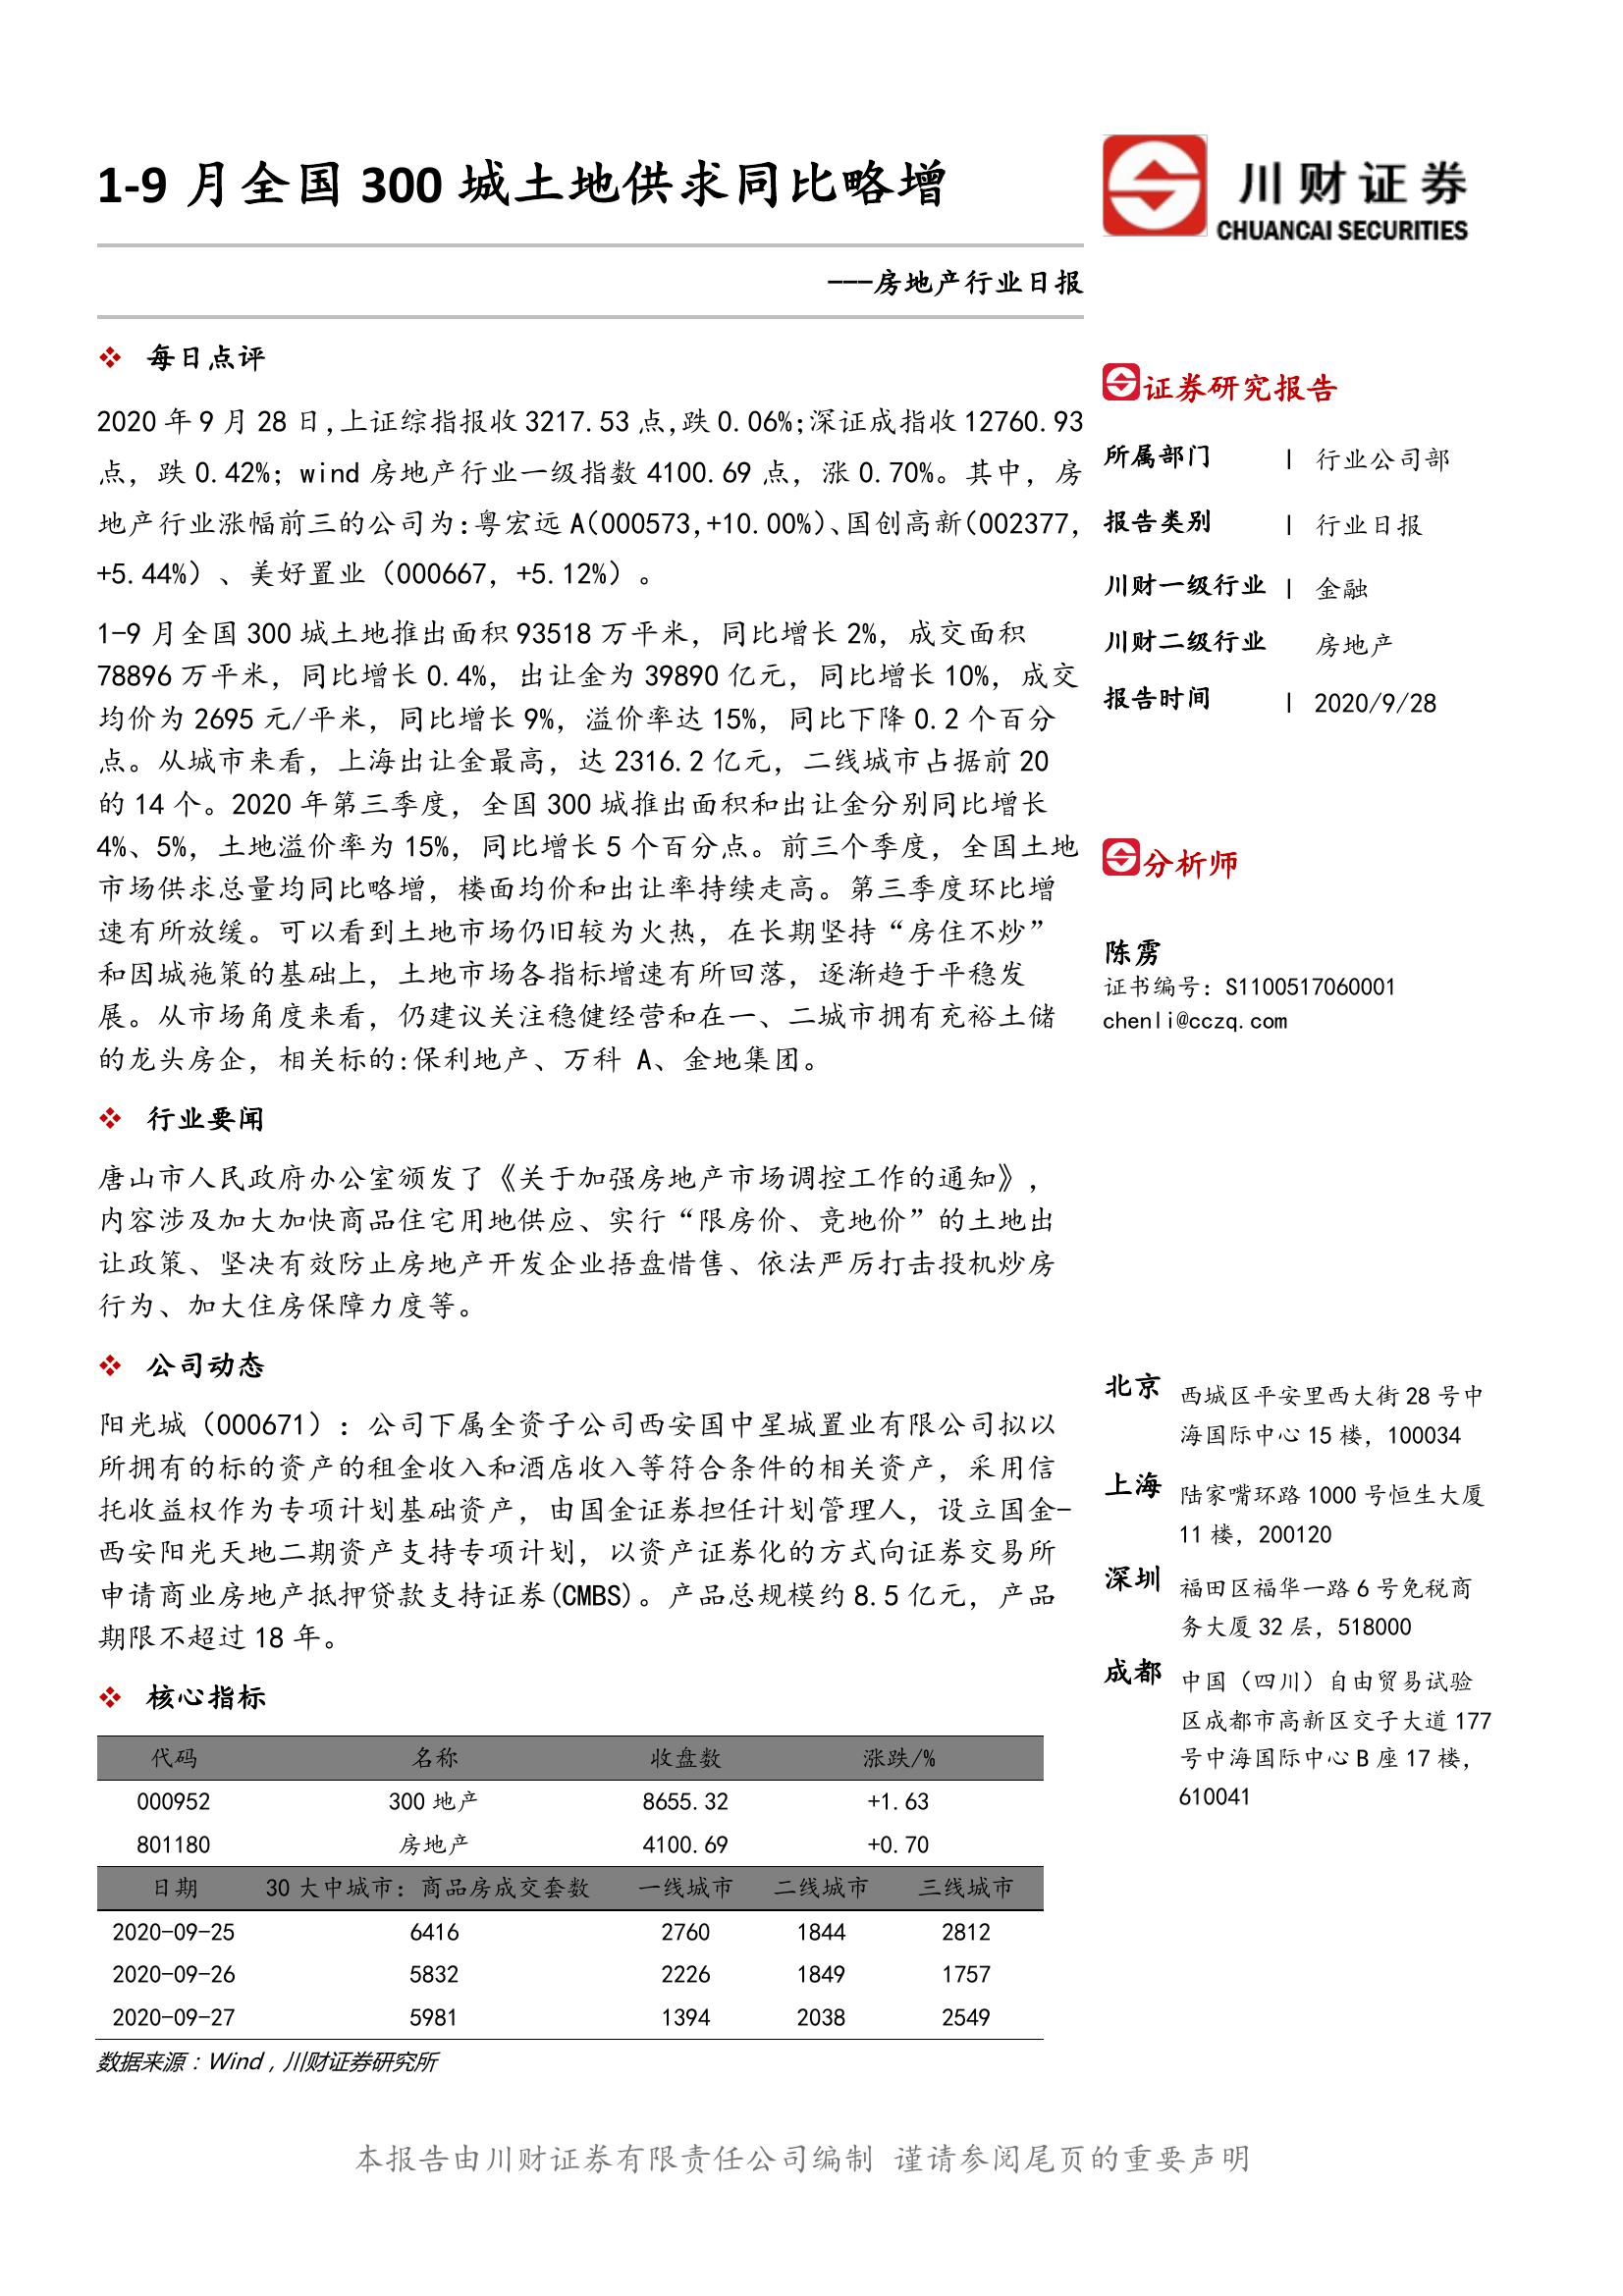 1-9 月全国 300 城土地供求同比略增
川财证券
CHUANCAI SECURITIES
---房地产行业日报
❖ 每日点评
2020 年 9 月 28 日,上证综指报收 3217.53 点,跌 0.06%;深证成指收 12760.93
点，跌 0.42%；wind 房地产行业一级指数 4100.69 点，涨 0.70%。其中，房
地产行业涨幅前三的公司为:粤宏远 A(000573,+10.00%)、国创高新(002377,
+5.44%）、美好置业（000667，+5.12%）。
1-9 月全国 300 城土地推出面积 93518 万平米，同比增长 2%，成交面积
78896 万平米，同比增长 0.4%，出让金为 39890 亿元，同比增长 10%，成交
均价为 2695 元/平米，同比增长 9%，溢价率达 15%，同比下降 0.2 个百分
点。从城市来看，上海出让金最高，达 2316.2 亿元，二线城市占据前 20
的 14 个。2020 年第三季度，全国 300 城推出面积和出让金分别同比增长
4%、5%，土地溢价率为 15%，同比增长 5 个百分点。前三个季度，全国土地
市场供求总量均同比略增，楼面均价和出让率持续走高。第三季度环比增
速有所放缓。可以看到土地市场仍旧较为火热，在长期坚持“房住不炒”
和因城施策的基础上，土地市场各指标增速有所回落，逐渐趋于平稳发
展。从市场角度来看，仍建议关注稳健经营和在一、二城市拥有充裕土储
的龙头房企，相关标的:保利地产、万科 A、金地集团。
❖ 行业要闻
唐山市人民政府办公室颁发了《关于加强房地产市场调控工作的通知》，
内容涉及加大加快商品住宅用地供应、实行“限房价、竞地价”的土地出
让政策、坚决有效防止房地产开发企业捂盘惜售、依法严厉打击投机炒房
行为、加大住房保障力度等。
❖ 公司动态
阳光城（000671）：公司下属全资子公司西安国中星城置业有限公司拟以
所拥有的标的资产的租金收入和酒店收入等符合条件的相关资产，采用信
托收益权作为专项计划基础资产，由国金证券担任计划管理人，设立国金-
西安阳光天地二期资产支持专项计划，以资产证券化的方式向证券交易所
申请商业房地产抵押贷款支持证券(CMBS)。产品总规模约 8.5 亿元，产品
期限不超过 18 年。
❖ 核心指标
代码 名称 收盘数 涨跌/%
000952 300 地产 8655.32 +1.63
801180 房地产 4100.69 +0.70
日期 30 大中城市：商品房成交套数 一线城市 二线城市 三线城市
2020-09-25 6416 2760 1844 2812
2020-09-26 5832 2226 1849 1757
2020-09-27 5981 1394 2038 2549
数据来源：Wind，川财证券研究所
证券研究报告
所属部门 | 行业公司部
报告类别 | 行业日报
川财一级行业 | 金融
川财二级行业 房地产
报告时间 | 2020/9/28
分析师
陈雳
证书编号：S1100517060001
chenli@cczq.com
北京 西城区平安里西大街 28 号中
海国际中心 15 楼，100034
上海 陆家嘴环路 1000 号恒生大厦
11 楼，200120
深圳 福田区福华一路 6 号免税商
务大厦 32 层，518000
成都 中国（四川）自由贸易试验
区成都市高新区交子大道 177
号中海国际中心 B 座 17 楼，
610041
本报告由川财证券有限责任公司编制 谨请参阅尾页的重要声明